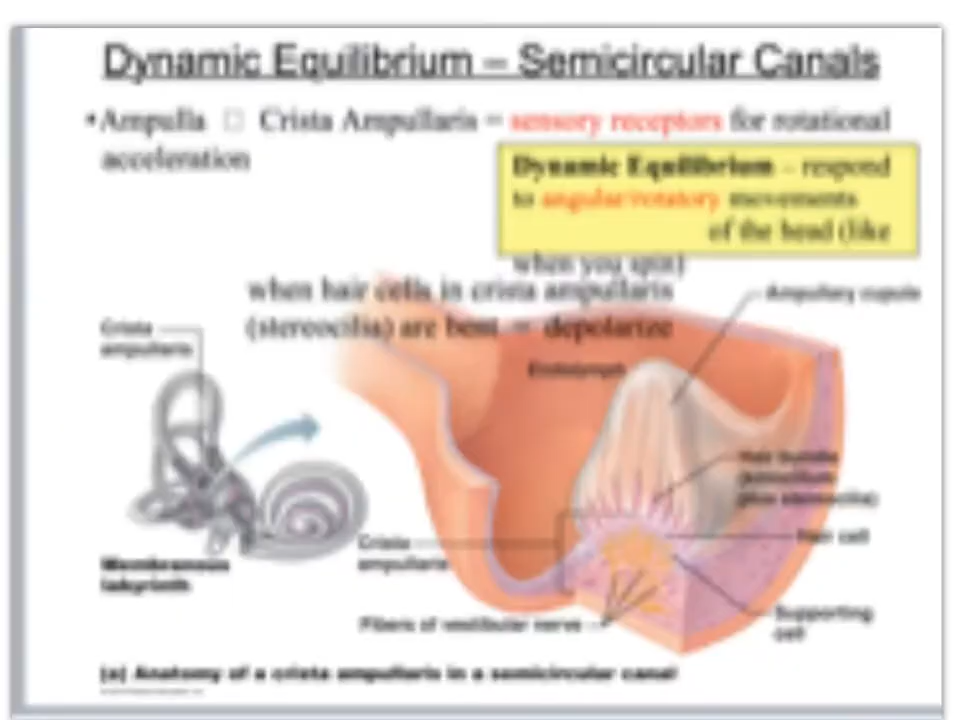 Dynamic Equilibrium – Semicircular Canals
•Ampulla □ Crista Ampullaris = sensory receptors for rotational
acceleration
Dynamic Equilibrium – respond
to angular/rotatory movements
of the head (like
when you spin)
when hair cells in crista ampullaris
(stereocilia) are bent = depolarize
Ampullary cupula
Crista
ampullaris
Endolymph
Hair bundle
(kinocilium
plus stereocilia)
Hair cell
Crista
ampullaris
Membranous
labyrinth
Fibers of vestibular nerve
Supporting
cell
(a) Anatomy of a crista ampullaris in a semicircular canal